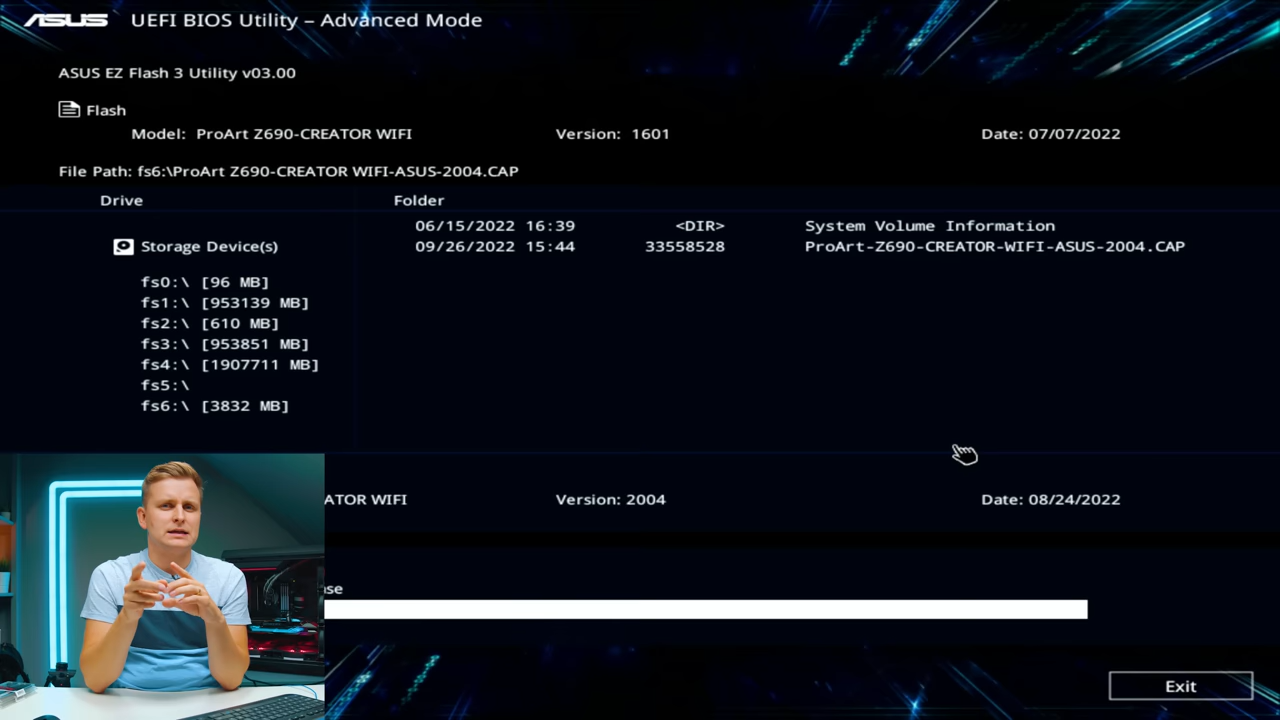 ASUS UEFI BIOS Utility – Advanced Mode
ASUS EZ Flash 3 Utility v03.00
Flash
Model: ProArt Z690-CREATOR WIFI Version: 1601 Date: 07/07/2022
File Path: fs6:\ProArt Z690-CREATOR WIFI-ASUS-2004.CAP
Drive Folder
06/15/2022 16:39 <DIR> System Volume Information
Storage Device(s) 09/26/2022 15:44 33558528 ProArt-Z690-CREATOR-WIFI-ASUS-2004.CAP
fs0:\ [96 MB]
fs1:\ [953139 MB]
fs2:\ [610 MB]
fs3:\ [953851 MB]
fs4:\ [1907711 MB]
fs5:\
fs6:\ [3832 MB]
ATOR WIFI Version: 2004 Date: 08/24/2022
se
Exit